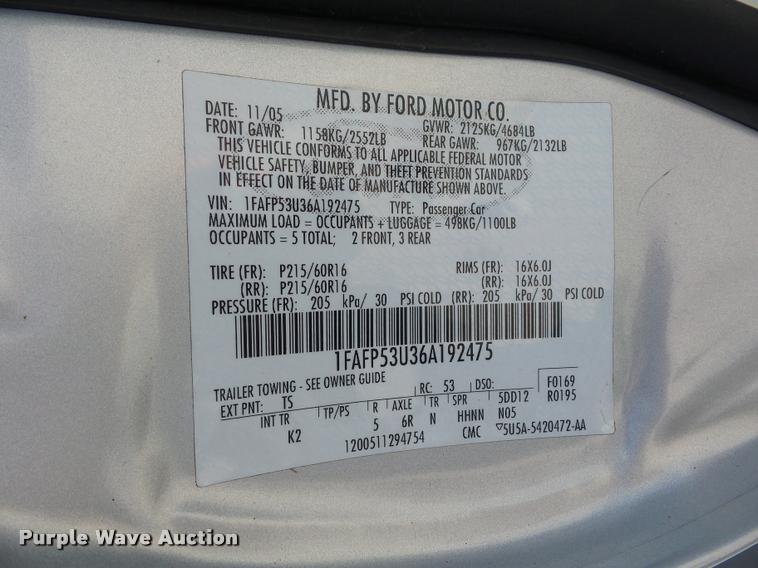 MFD. BY FORD MOTOR CO.
DATE: 11/05 GVWR: 2125KG/4684LB
FRONT GAWR: 1158KG/2552LB REAR GAWR: 967KG/2132LB
THIS VEHICLE CONFORMS TO ALL APPLICABLE FEDERAL MOTOR
VEHICLE SAFETY, BUMPER, AND THEFT PREVENTION STANDARDS
IN EFFECT ON THE DATE OF MANUFACTURE SHOWN ABOVE.
VIN: 1FAFP53U36A192475 TYPE: Passenger Car
MAXIMUM LOAD = OCCUPANTS + LUGGAGE = 498KG/1100LB
OCCUPANTS = 5 TOTAL; 2 FRONT, 3 REAR
TIRE (FR): P215/60R16 RIMS (FR): 16X6.0J
(RR): P215/60R16 (RR): 16X6.0J
PRESSURE (FR): 205 kPa/ 30 PSI COLD (RR): 205 kPa/ 30 PSI COLD
1FAFP53U36A192475
TRAILER TOWING - SEE OWNER GUIDE
EXT PNT: TS RC: 53 DSO: F0169
INT TR TP/PS R AXLE TR SPR 5DD12 R0195
K2 5 6R N HHNN N05
1200511294754 CMC ▽5U5A-5420472-AA
Purple Wave Auction